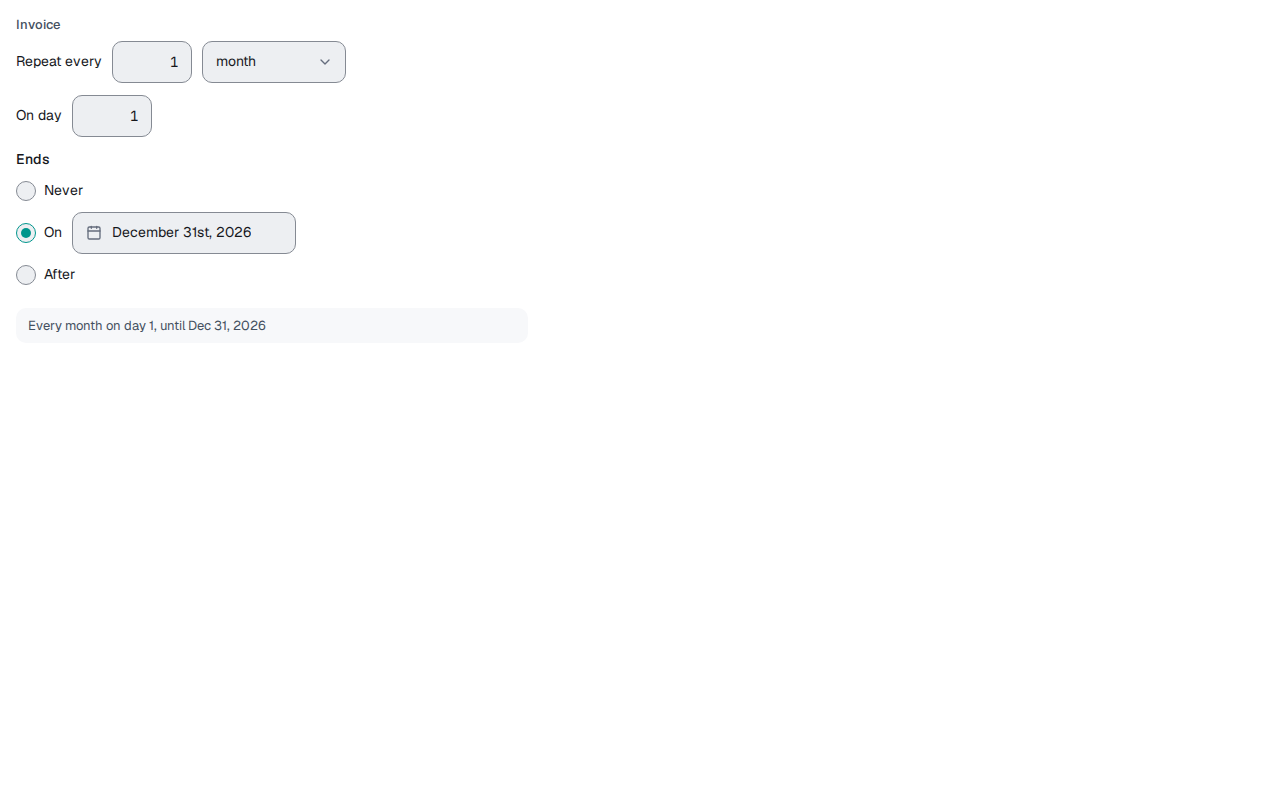 Invoice
Repeat every 1 month
On day 1
Ends
Never
On December 31st, 2026
After
Every month on day 1, until Dec 31, 2026